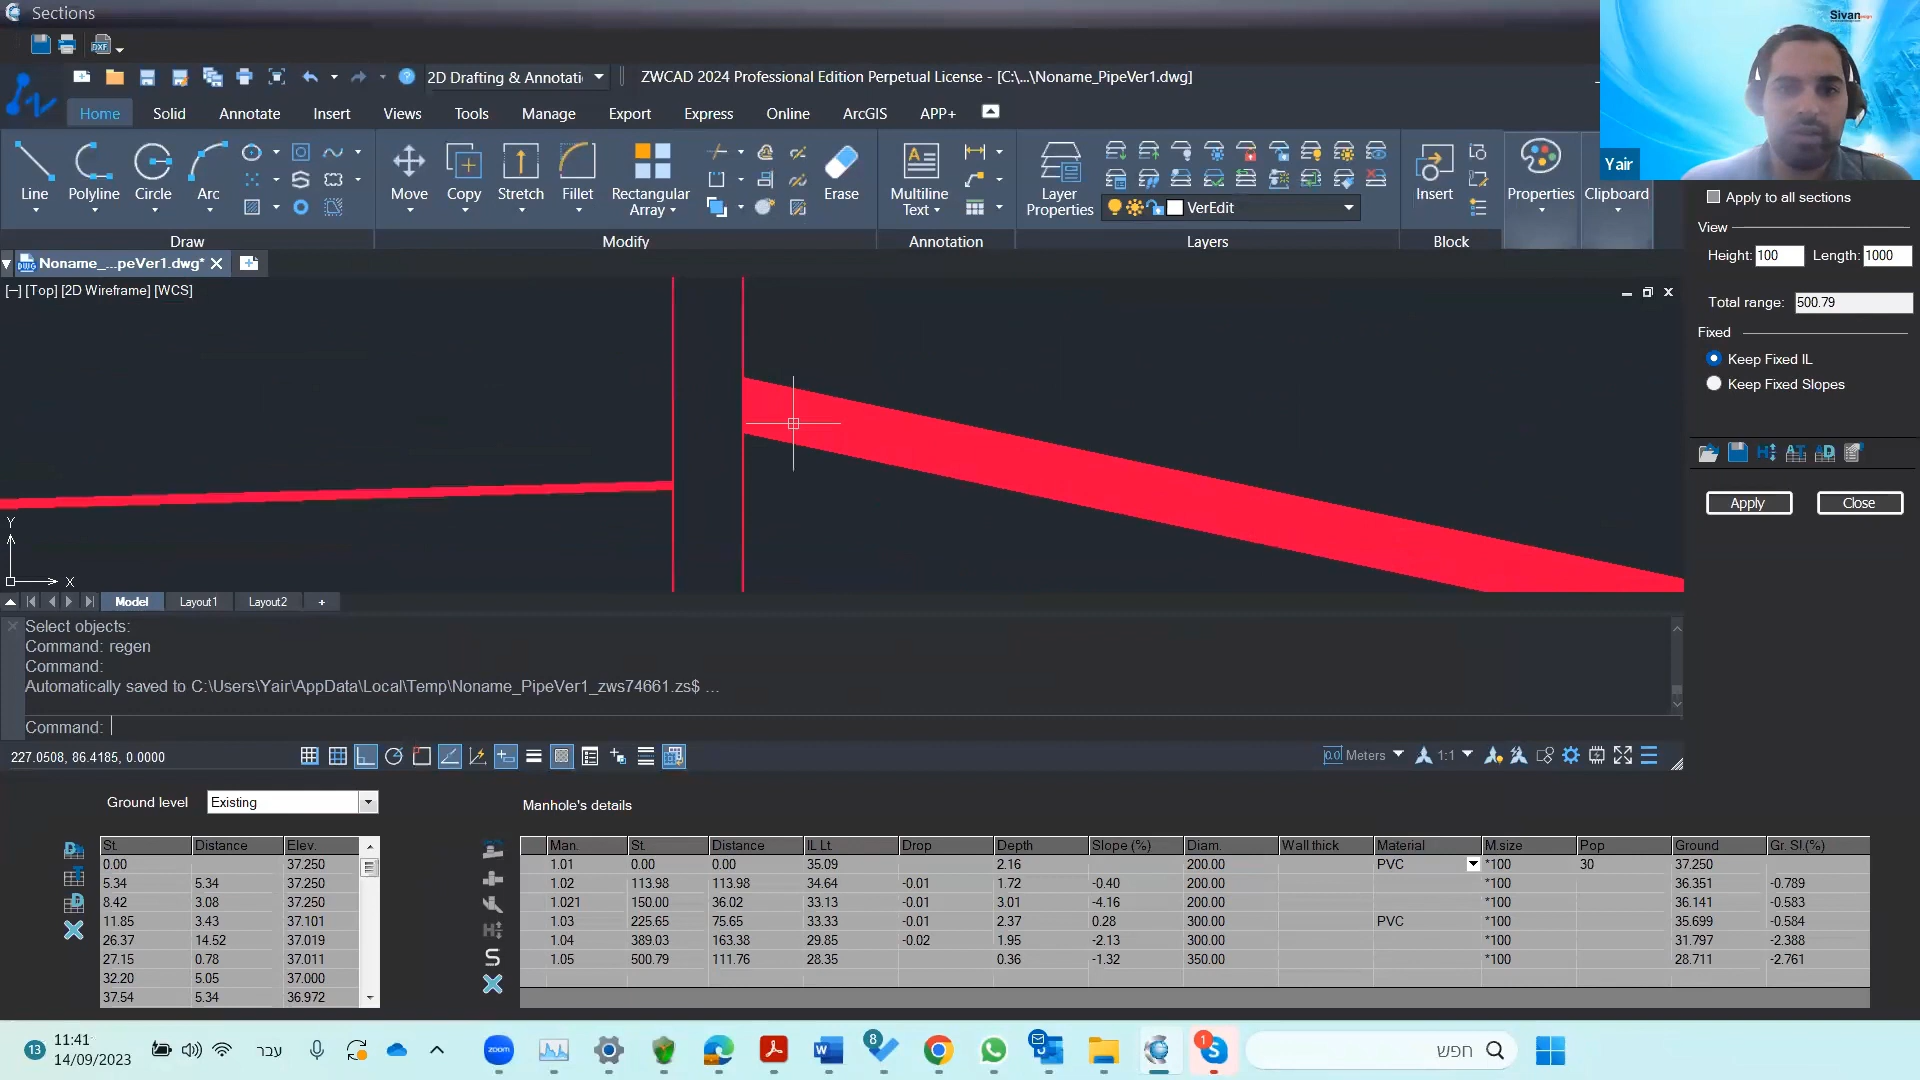 Sections
Sivan
DXF
2D Drafting & Annotati
ZWCAD 2024 Professional Edition Perpetual License - [C:\...\Noname_PipeVer1.dwg]
Home Solid Annotate Insert Views Tools Manage Export Express Online ArcGIS APP+
Line Polyline Circle Arc
Move Copy Stretch Fillet Rectangular Array Erase
Multiline Text
Layer Properties
VerEdit
Insert
Properties
Clipboard
Draw Modify Annotation Layers Block
Yair
Apply to all sections
View
Height: 100 Length: 1000
Total range: 500.79
Fixed
Keep Fixed IL
Keep Fixed Slopes
Apply Close
Noname_...peVer1.dwg*
[−] [Top] [2D Wireframe] [WCS]
Y
X
Model Layout1 Layout2 +
Select objects:
Command: regen
Command:
Automatically saved to C:\Users\Yair\AppData\Local\Temp\Noname_PipeVer1_zws74661.zs$ ...
Command:
227.0508, 86.4185, 0.0000
0.0 Meters 1:1
Ground level Existing
St. Distance Elev.
0.00 37.250
5.34 5.34 37.250
8.42 3.08 37.250
11.85 3.43 37.101
26.37 14.52 37.019
27.15 0.78 37.011
32.20 5.05 37.000
37.54 5.34 36.972
Manhole's details
Man. St. Distance IL Lt. Drop Depth Slope (%) Diam. Wall thick Material M.size Pop Ground Gr. Sl.(%)
1.01 0.00 0.00 35.09 2.16 200.00 PVC *100 30 37.250
1.02 113.98 113.98 34.64 -0.01 1.72 -0.40 200.00 *100 36.351 -0.789
1.021 150.00 36.02 33.13 -0.01 3.01 -4.16 200.00 *100 36.141 -0.583
1.03 225.65 75.65 33.33 -0.01 2.37 0.28 300.00 PVC *100 35.699 -0.584
1.04 389.03 163.38 29.85 -0.02 1.95 -2.13 300.00 *100 31.797 -2.388
1.05 500.79 111.76 28.35 0.36 -1.32 350.00 *100 28.711 -2.761
13
11:41
14/09/2023
עבר
zoom
8
1
חפש